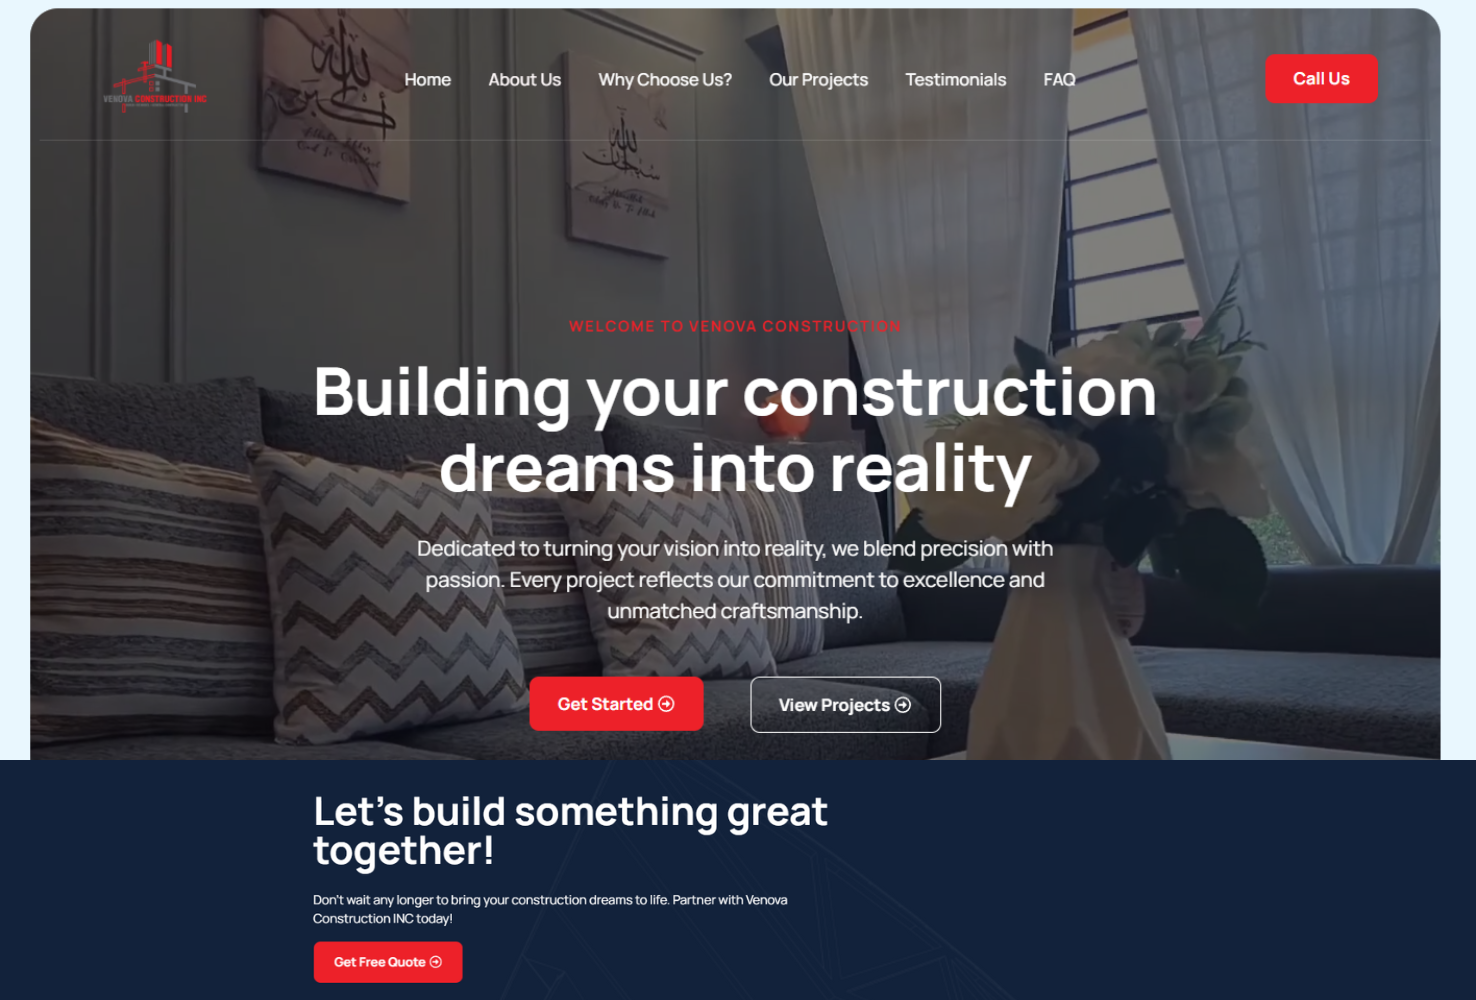 VENOVA CONSTRUCTION INC
Home
About Us
Why Choose Us?
Our Projects
Testimonials
FAQ
Call Us
الله
أكبر
سبحان الله
WELCOME TO VENOVA CONSTRUCTION
Building your construction
dreams into reality
Dedicated to turning your vision into reality, we blend precision with
passion. Every project reflects our commitment to excellence and
unmatched craftsmanship.
Get Started
View Projects
Let's build something great
together!
Don't wait any longer to bring your construction dreams to life. Partner with Venova
Construction INC today!
Get Free Quote